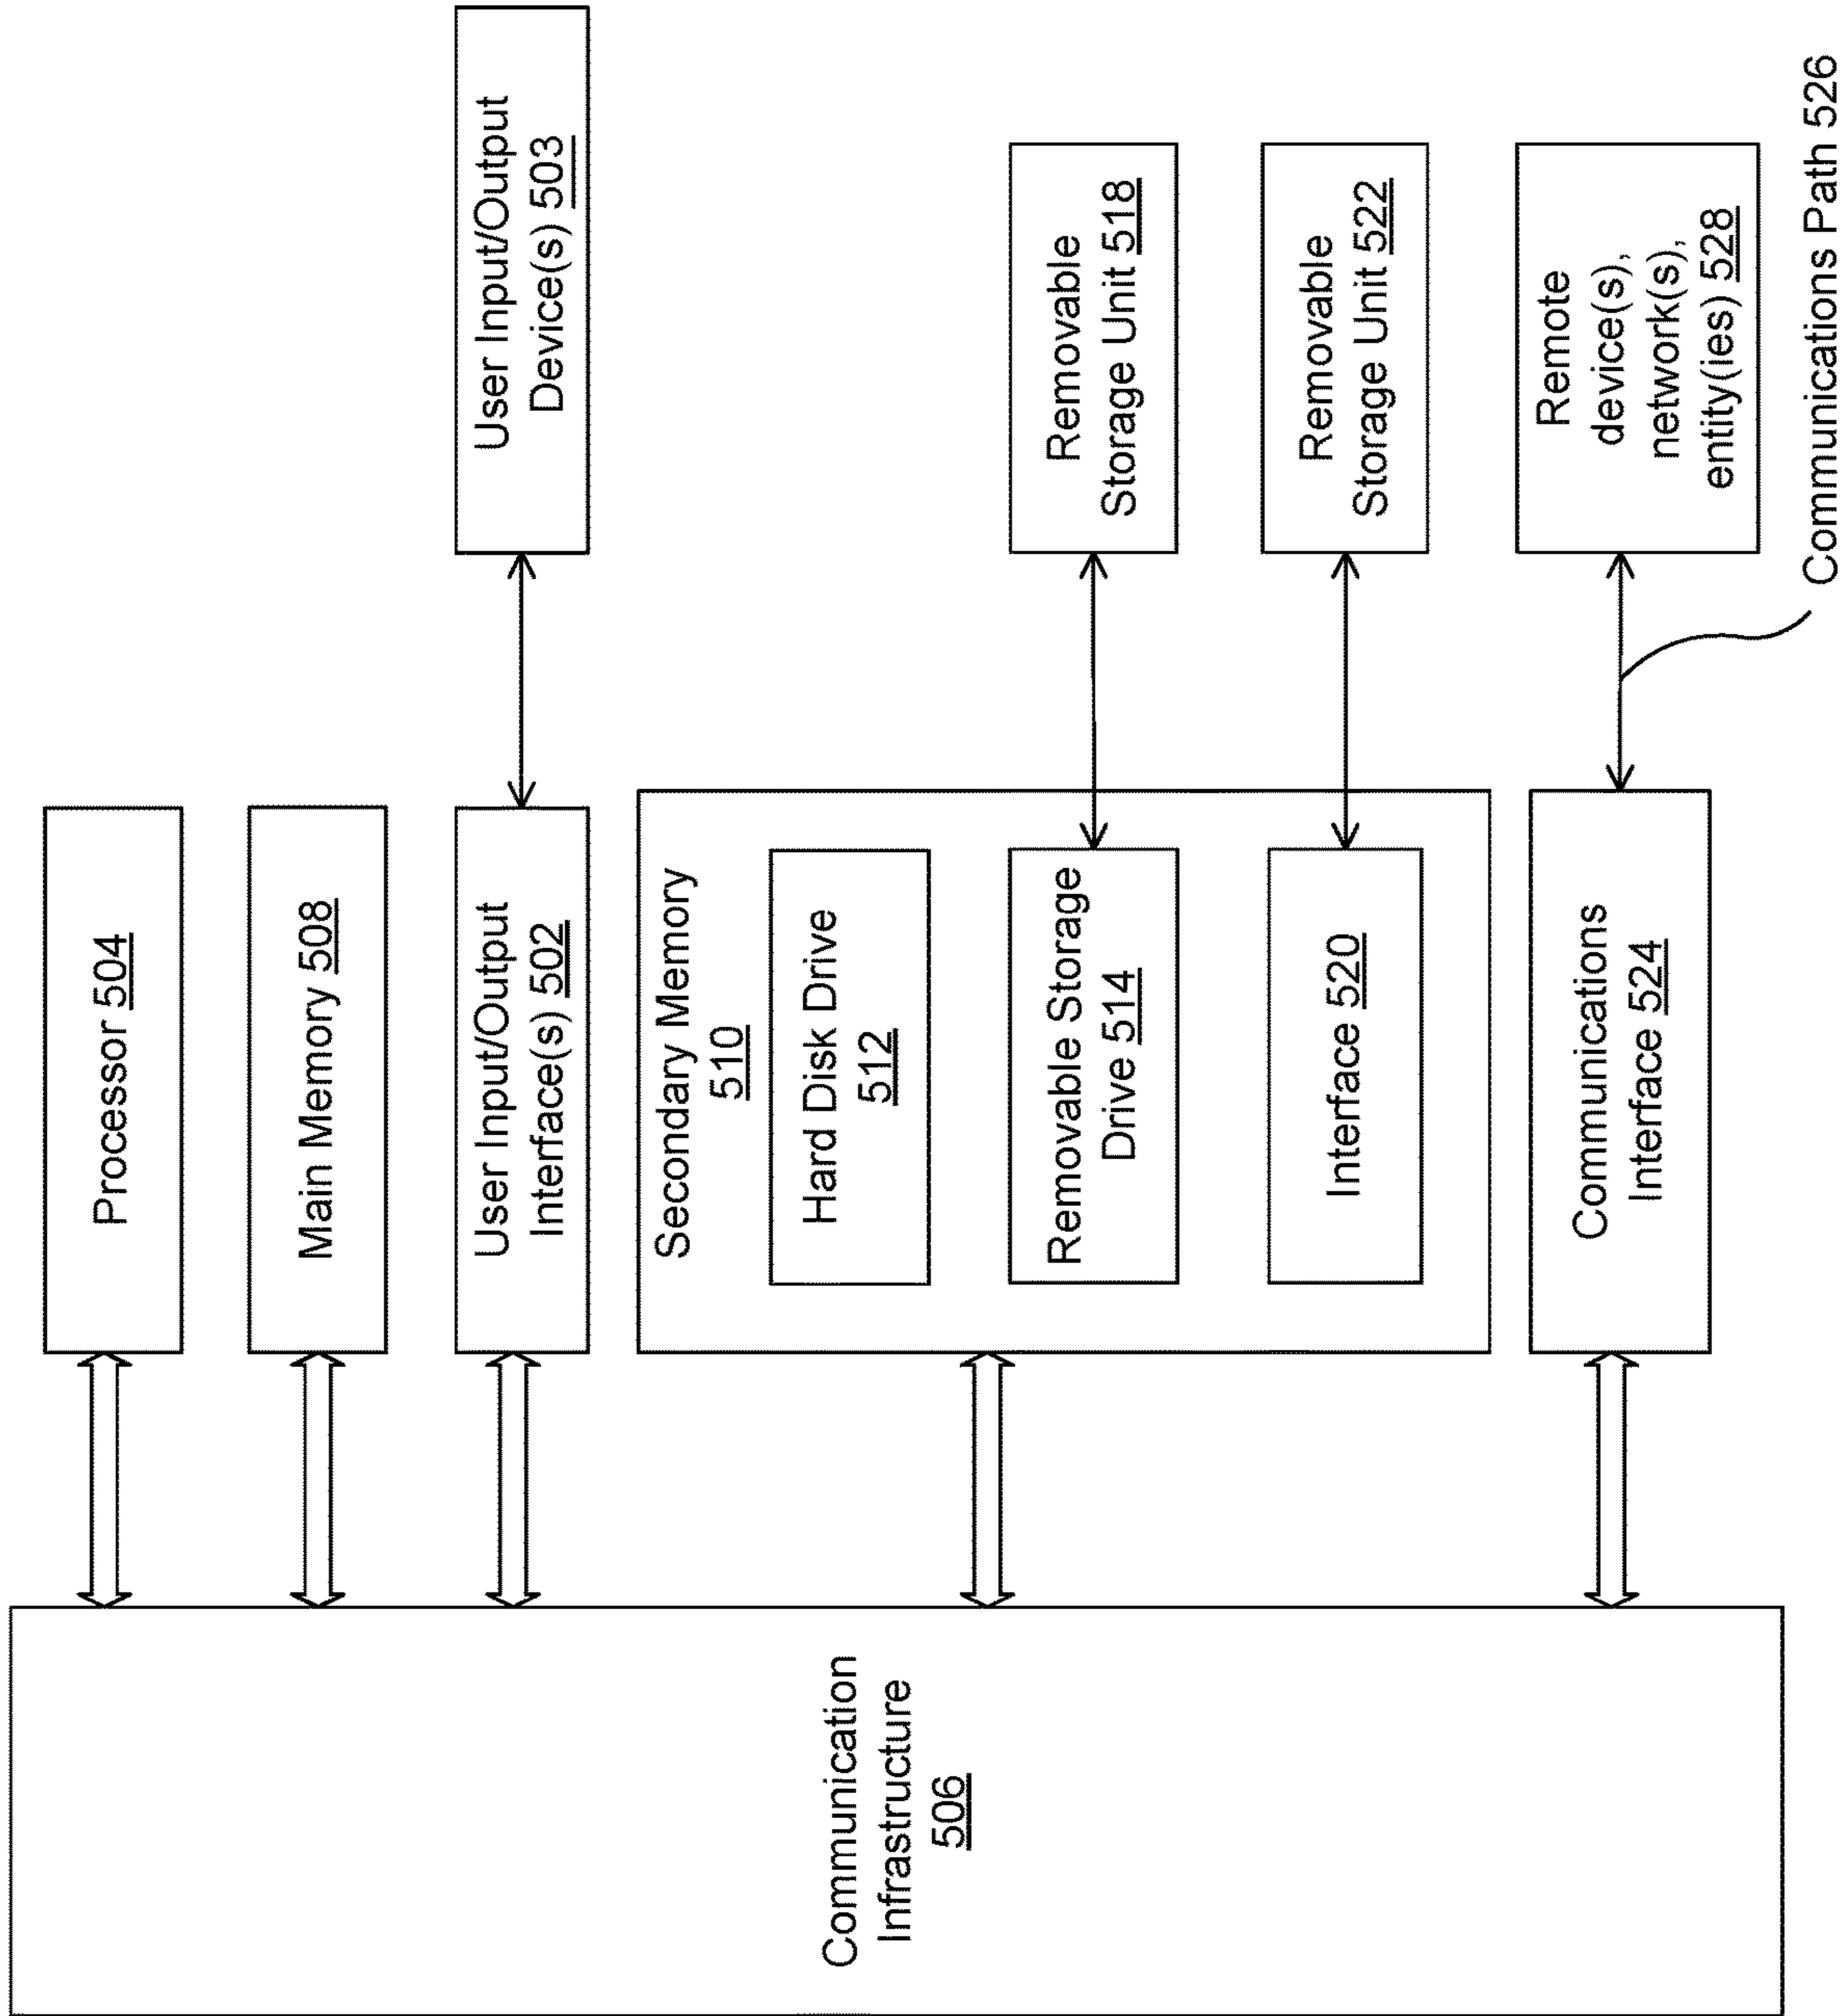 Processor 504
Main Memory 508
User Input/Output
Interface(s) 502
User Input/Output
Device(s) 503
Communication
Infrastructure
506
Secondary Memory
510
Hard Disk Drive
512
Removable Storage
Drive 514
Removable
Storage Unit 518
Interface 520
Removable
Storage Unit 522
Communications
Interface 524
Remote
device(s),
network(s),
entity(ies) 528
Communications Path 526